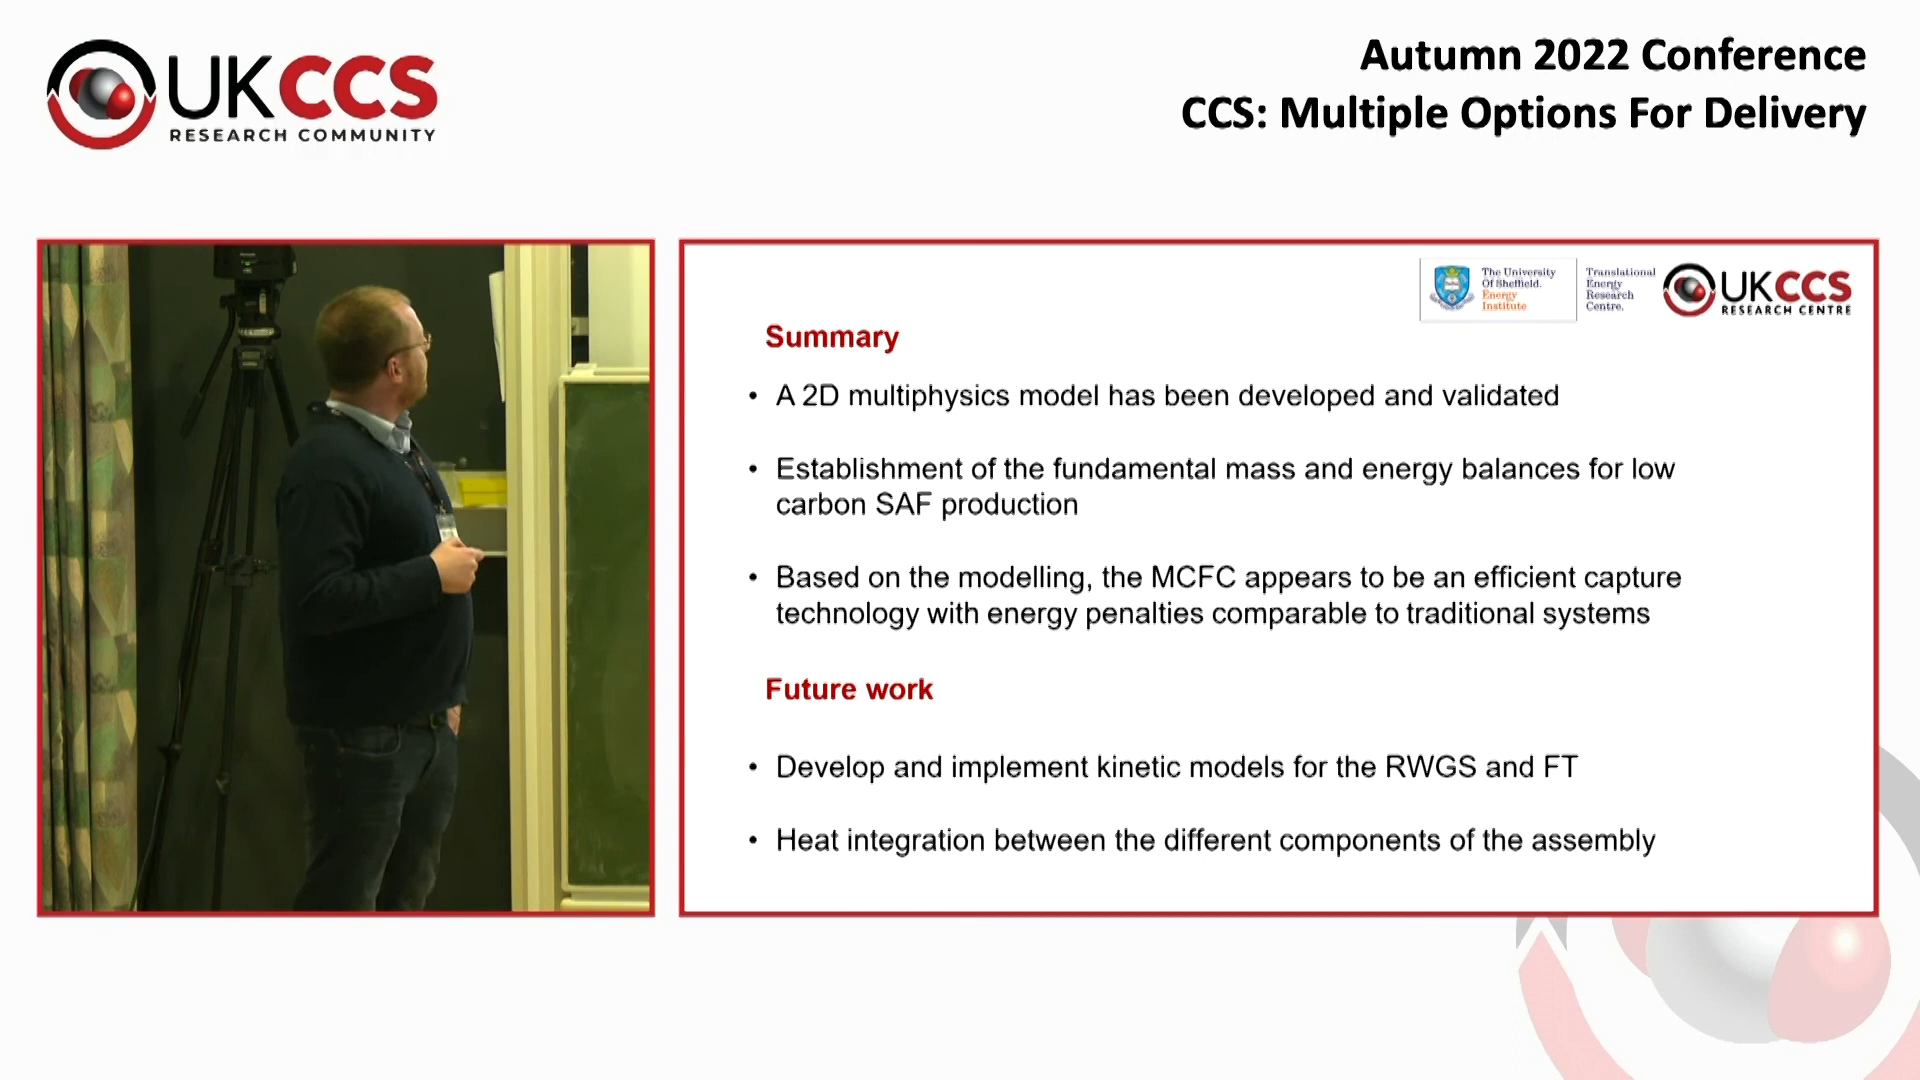 UKCCS
RESEARCH COMMUNITY
Autumn 2022 Conference
CCS: Multiple Options For Delivery
The University
Of Sheffield.
Energy
Institute
Translational
Energy
Research
Centre.
UKCCS
RESEARCH CENTRE
Summary
• A 2D multiphysics model has been developed and validated
• Establishment of the fundamental mass and energy balances for low
carbon SAF production
• Based on the modelling, the MCFC appears to be an efficient capture
technology with energy penalties comparable to traditional systems
Future work
• Develop and implement kinetic models for the RWGS and FT
• Heat integration between the different components of the assembly